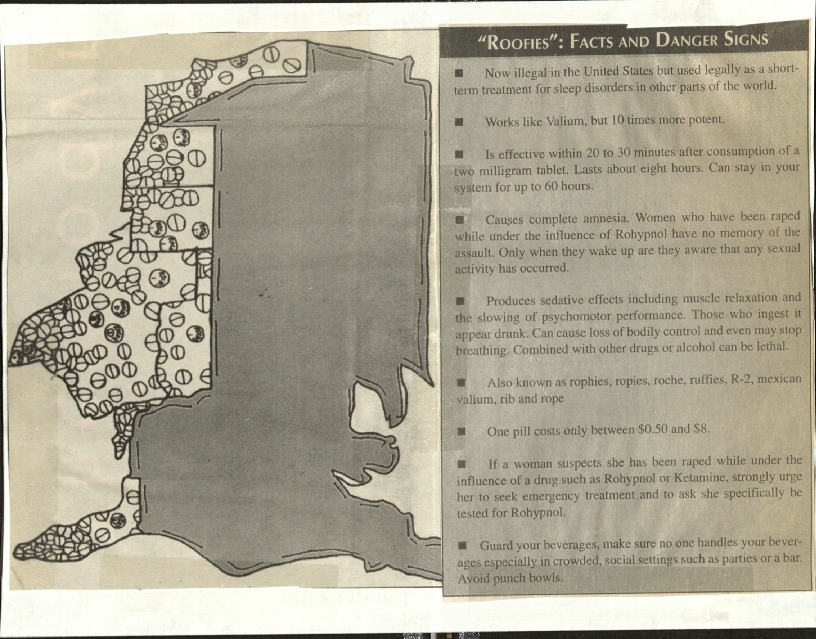 "ROOFIES": FACTS AND DANGER SIGNS
■ Now illegal in the United States but used legally as a short-
term treatment for sleep disorders in other parts of the world.
■ Works like Valium, but 10 times more potent.
■ Is effective within 20 to 30 minutes after consumption of a
two milligram tablet. Lasts about eight hours. Can stay in your
system for up to 60 hours.
■ Causes complete amnesia. Women who have been raped
while under the influence of Rohypnol have no memory of the
assault. Only when they wake up are they aware that any sexual
activity has occurred.
■ Produces sedative effects including muscle relaxation and
the slowing of psychomotor performance. Those who ingest it
appear drunk. Can cause loss of bodily control and even may stop
breathing. Combined with other drugs or alcohol can be lethal.
■ Also known as rophies, ropies, roche, ruffies, R-2, mexican
valium, rib and rope
■ One pill costs only between $0.50 and $8.
■ If a woman suspects she has been raped while under the
influence of a drug such as Rohypnol or Ketamine, strongly urge
her to seek emergency treatment and to ask she specifically be
tested for Rohypnol.
■ Guard your beverages, make sure no one handles your bever-
ages especially in crowded, social settings such as parties or a bar.
Avoid punch bowls.